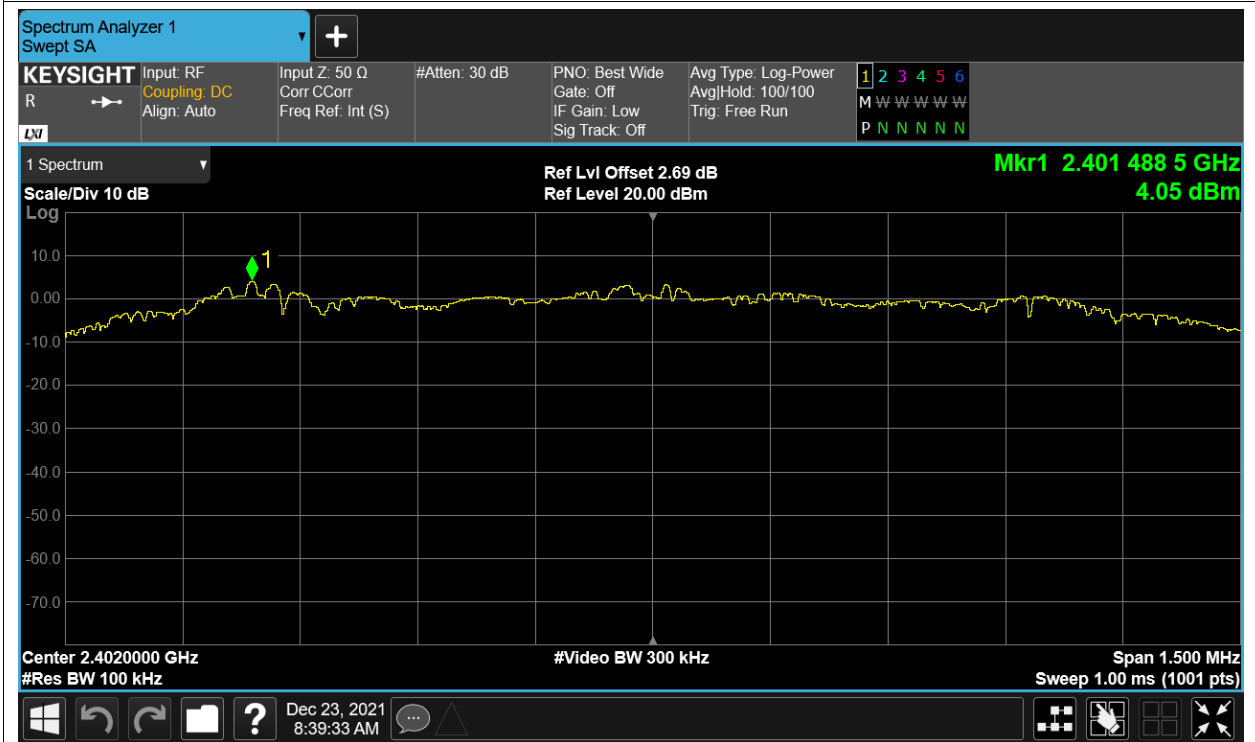 Spectrum Analyzer 1
Swept SA
KEYSIGHT
R
LXI
Input: RF
Coupling: DC
Align: Auto
Input Z: 50 Ω
Corr CCorr
Freq Ref: Int (S)
#Atten: 30 dB
PNO: Best Wide
Gate: Off
IF Gain: Low
Sig Track: Off
Avg Type: Log-Power
Avg|Hold: 100/100
Trig: Free Run
1 2 3 4 5 6
M W W W W W
P N N N N N
1 Spectrum
Scale/Div 10 dB
Log
Ref Lvl Offset 2.69 dB
Ref Level 20.00 dBm
Mkr1 2.401 488 5 GHz
4.05 dBm
1
10.0
0.00
-10.0
-20.0
-30.0
-40.0
-50.0
-60.0
-70.0
Center 2.4020000 GHz
#Res BW 100 kHz
#Video BW 300 kHz
Span 1.500 MHz
Sweep 1.00 ms (1001 pts)
?
Dec 23, 2021
8:39:33 AM